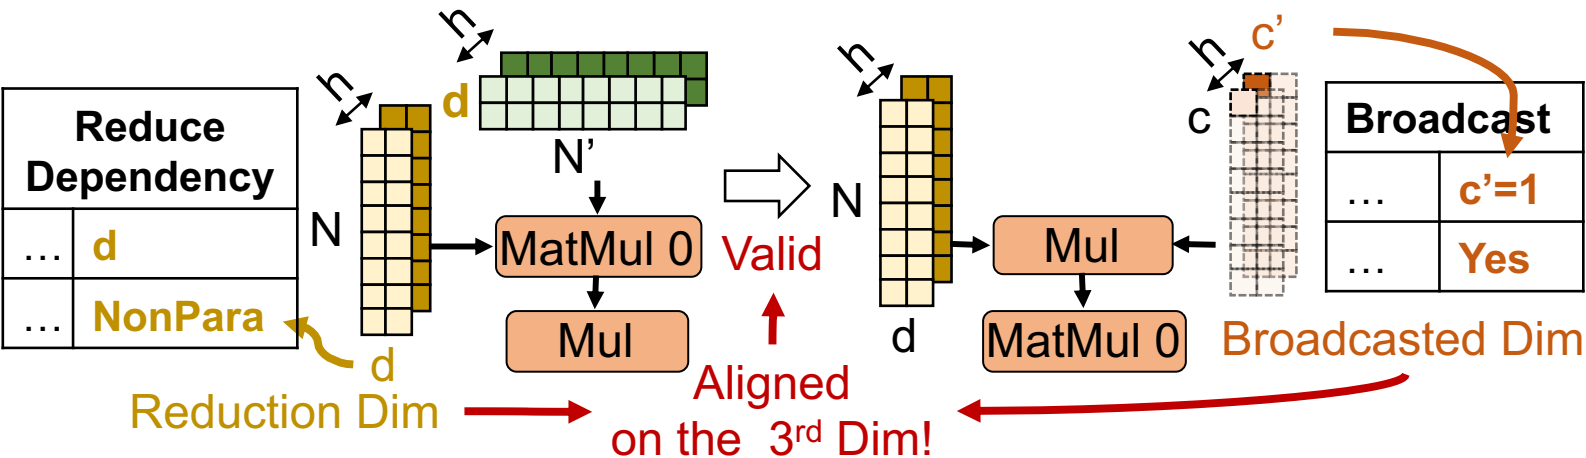 Reduce
Dependency
... d
... NonPara
h
N
d
Reduction Dim
h
d
N'
MatMul 0
Mul
Valid
Aligned
on the 3rd Dim!
h
N
d
Mul
MatMul 0
h
c'
c
Broadcast
... c'=1
... Yes
Broadcasted Dim